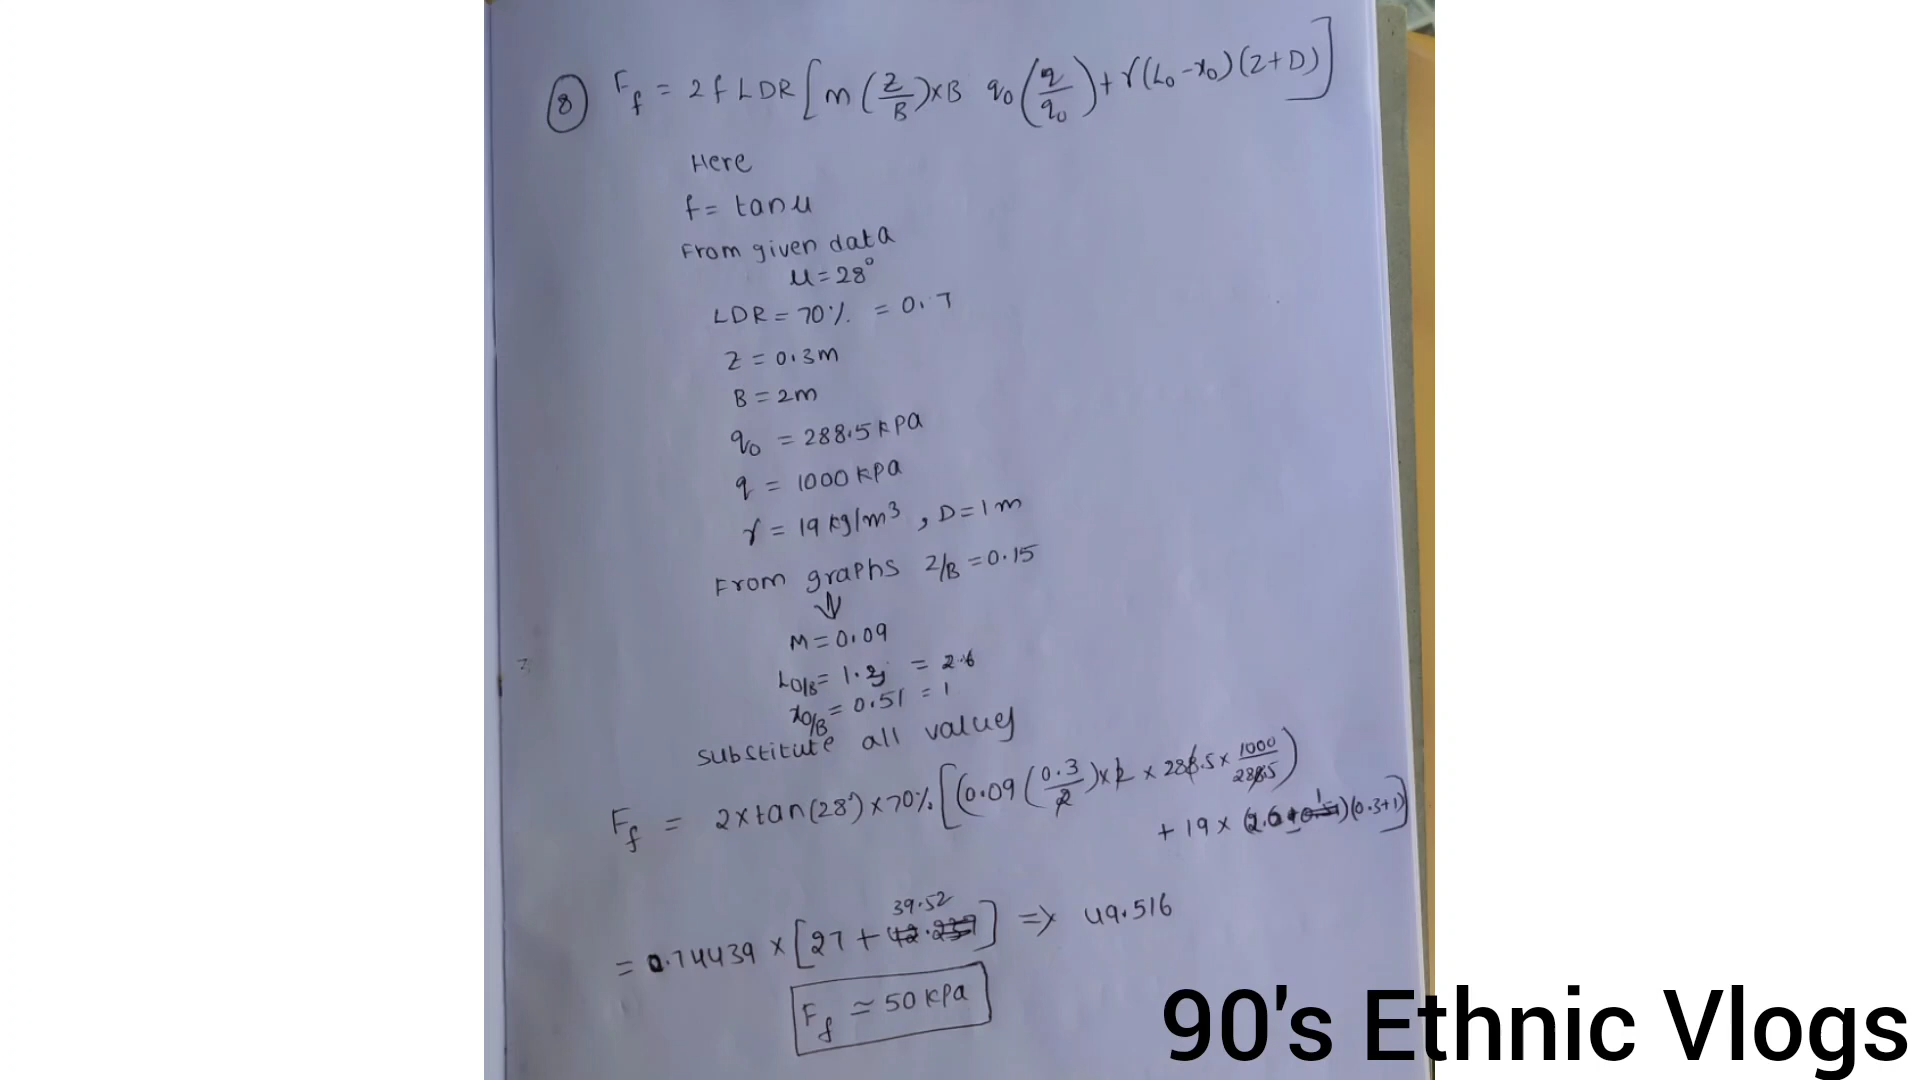 8 Ff = 2 f LDR [ m (Z/B) × B q0 (q/q0) + γ (L0 - x0) (Z + D) ]
Here
f = tan u
From given data
u = 28°
LDR = 70% = 0.7
Z = 0.3m
B = 2m
q0 = 288.5 kPa
q = 1000 kPa
γ = 19 kg/m³ , D = 1m
From graphs Z/B = 0.15
⇓
M = 0.09
L0/B = 1.3 = 2.6
x0/B = 0.51 = 1
substitute all values
Ff = 2 × tan(28°) × 70% [ (0.09 (0.3/2) × 2 × 288.5 × 1000/288.5)
+ 19 × (2.6 - 1) (0.3+1) ]
39.52
= 0.74439 × [ 27 + ] => 49.516
Ff ≃ 50 kPa
90's Ethnic Vlogs